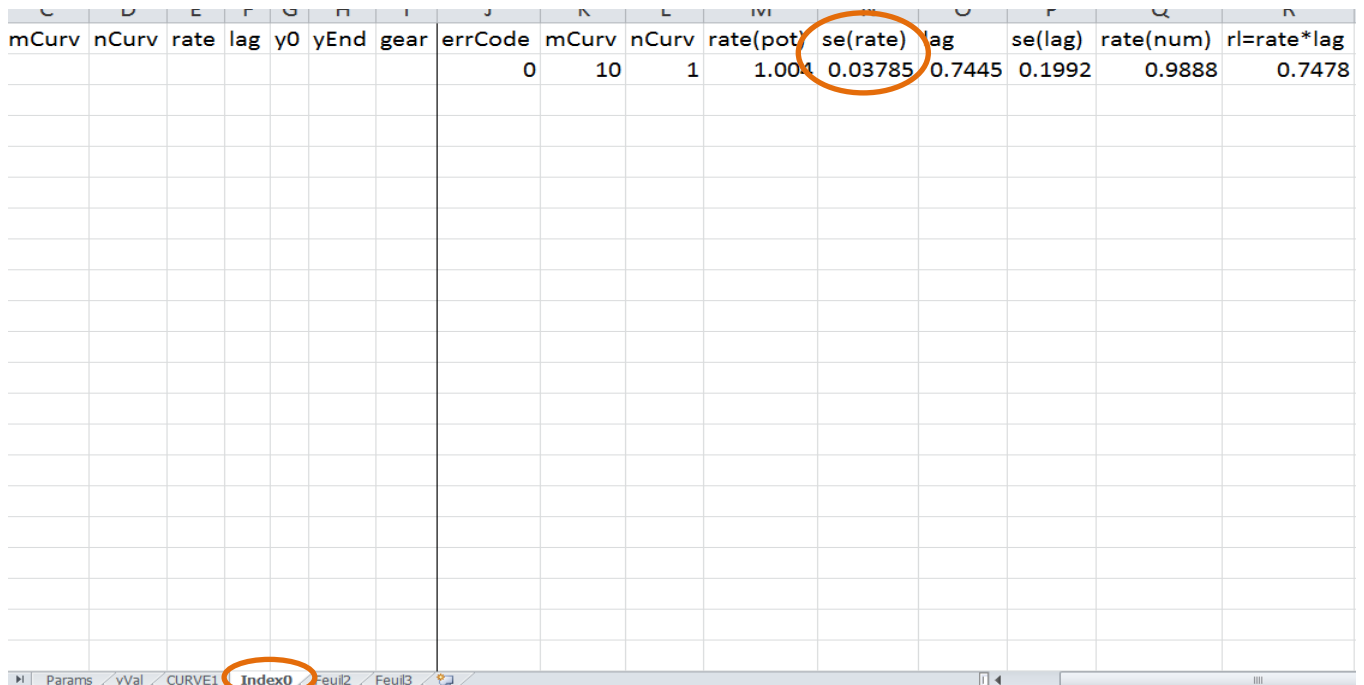 C D E F G H I J K L M N O P Q R
mCurv nCurv rate lag y0 yEnd gear errCode mCurv nCurv rate(pot) se(rate) lag se(lag) rate(num) rl=rate*lag
0 10 1 1.004 0.03785 0.7445 0.1992 0.9888 0.7478
Params yVal CURVE1 Index0 Feuil2 Feuil3